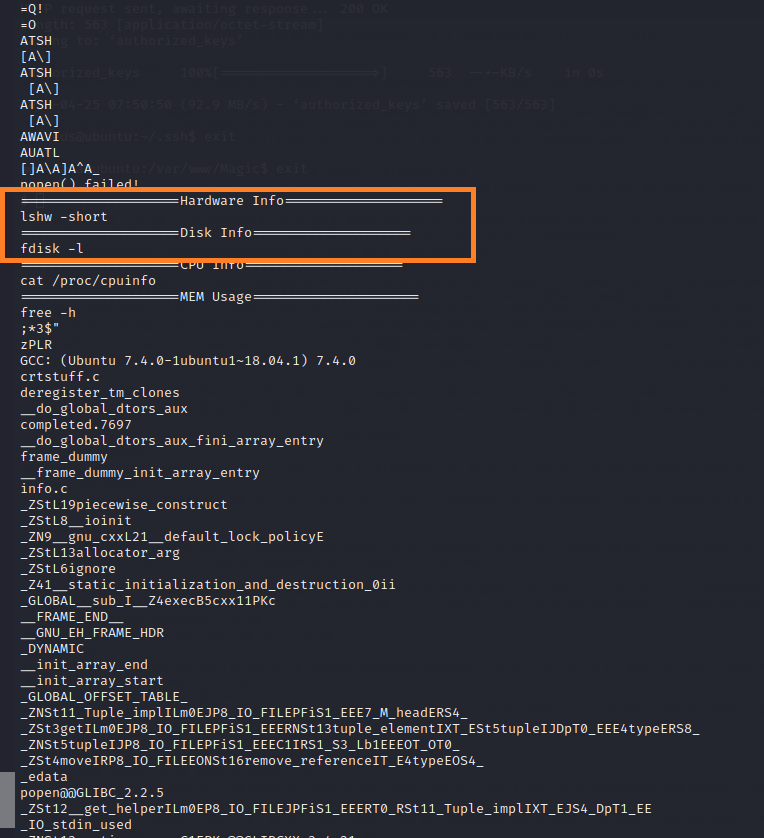 =Q!
=O
ATSH
[A\]
ATSH
[A\]
ATSH
[A\]
AWAVI
AUATL
[]A\A]A^A_
popen() failed!
====================Hardware Info====================
lshw -short
====================Disk Info====================
fdisk -l
====================CPU Info====================
cat /proc/cpuinfo
====================MEM Usage=====================
free -h
;*3$"
zPLR
GCC: (Ubuntu 7.4.0-1ubuntu1~18.04.1) 7.4.0
crtstuff.c
deregister_tm_clones
__do_global_dtors_aux
completed.7697
__do_global_dtors_aux_fini_array_entry
frame_dummy
__frame_dummy_init_array_entry
info.c
_ZStL19piecewise_construct
_ZStL8__ioinit
_ZN9__gnu_cxxL21__default_lock_policyE
_ZStL13allocator_arg
_ZStL6ignore
_Z41__static_initialization_and_destruction_0ii
_GLOBAL__sub_I__Z4execB5cxx11PKc
__FRAME_END__
__GNU_EH_FRAME_HDR
_DYNAMIC
__init_array_end
__init_array_start
_GLOBAL_OFFSET_TABLE_
_ZNSt11_Tuple_implILm0EJP8_IO_FILEPFiS1_EEE7_M_headERS4_
_ZSt3getILm0EJP8_IO_FILEPFiS1_EEERNSt13tuple_elementIXT_ESt5tupleIJDpT0_EEE4typeERS8_
_ZNSt5tupleIJP8_IO_FILEPFiS1_EEEC1IRS1_S3_Lb1EEEOT_OT0_
_ZSt4moveIRP8_IO_FILEEONSt16remove_referenceIT_E4typeEOS4_
_edata
popen@@GLIBC_2.2.5
_ZSt12__get_helperILm0EP8_IO_FILEJPFiS1_EEERT0_RSt11_Tuple_implIXT_EJS4_DpT1_EE
_IO_stdin_used